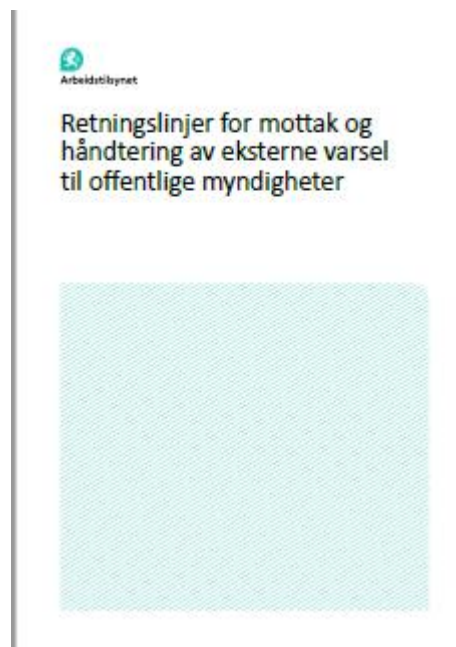 Arbeidstilsynet
Retningslinjer for mottak og
håndtering av eksterne varsel
til offentlige myndigheter